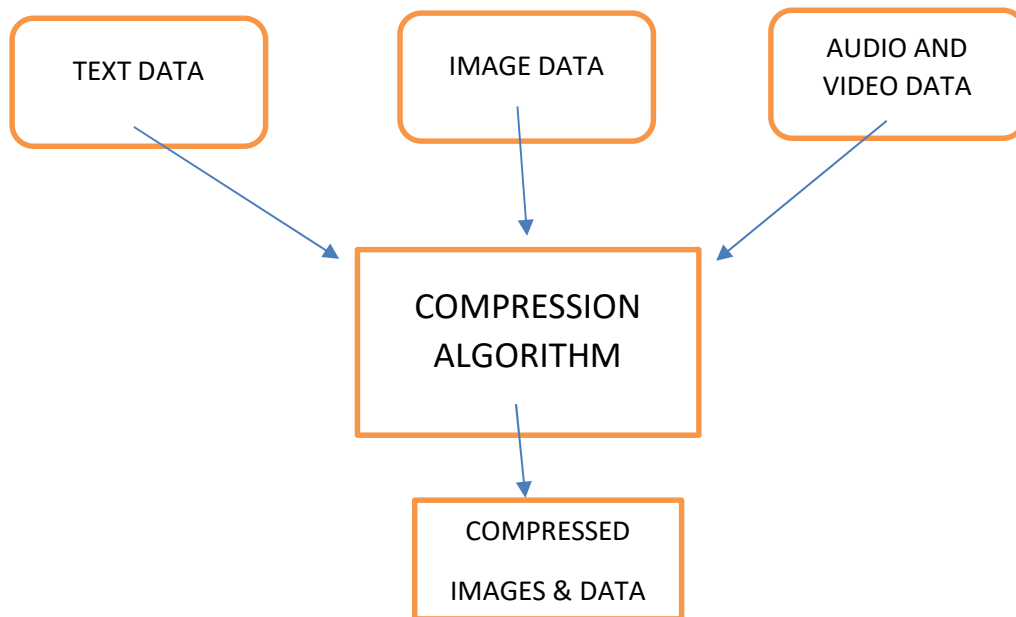 TEXT DATA
IMAGE DATA
AUDIO AND
VIDEO DATA
COMPRESSION
ALGORITHM
COMPRESSED
IMAGES & DATA